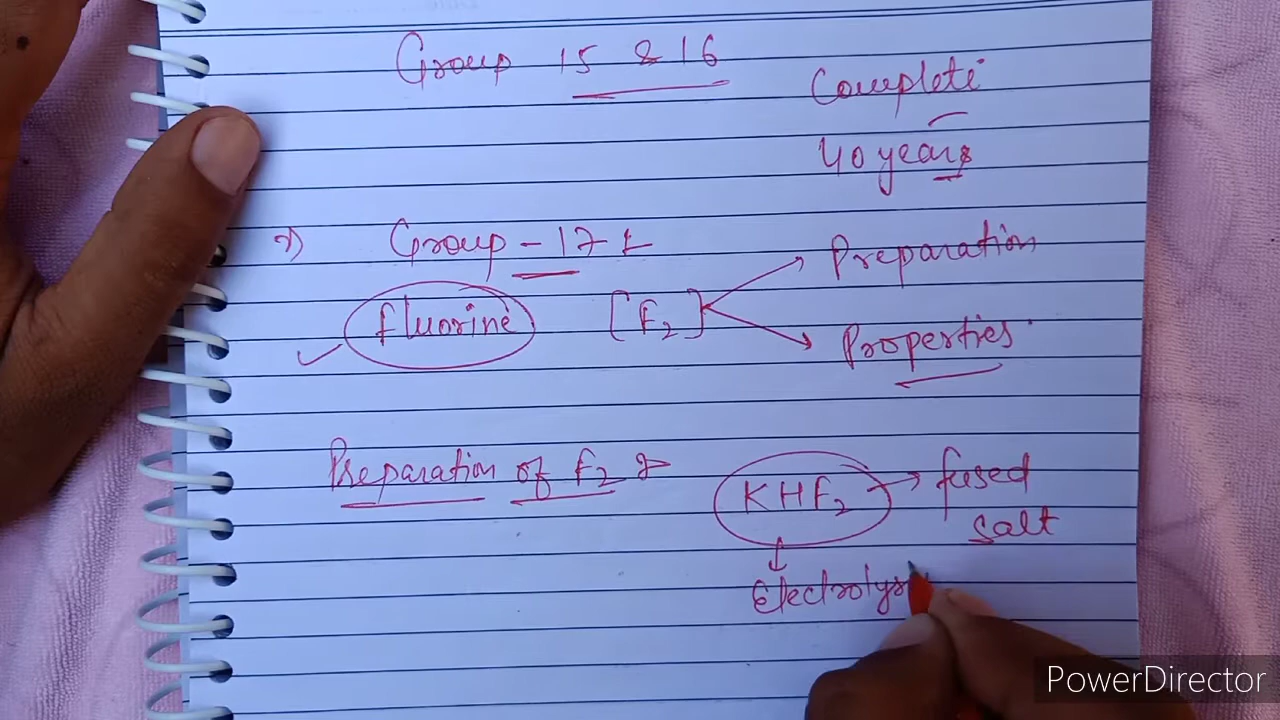 Group 15 & 16
Complete
40 years
Group - 17
Preparation
Fluorine [F2]
Properties
Preparation of F2
KHF2 → fused
salt
Electrolys
PowerDirector